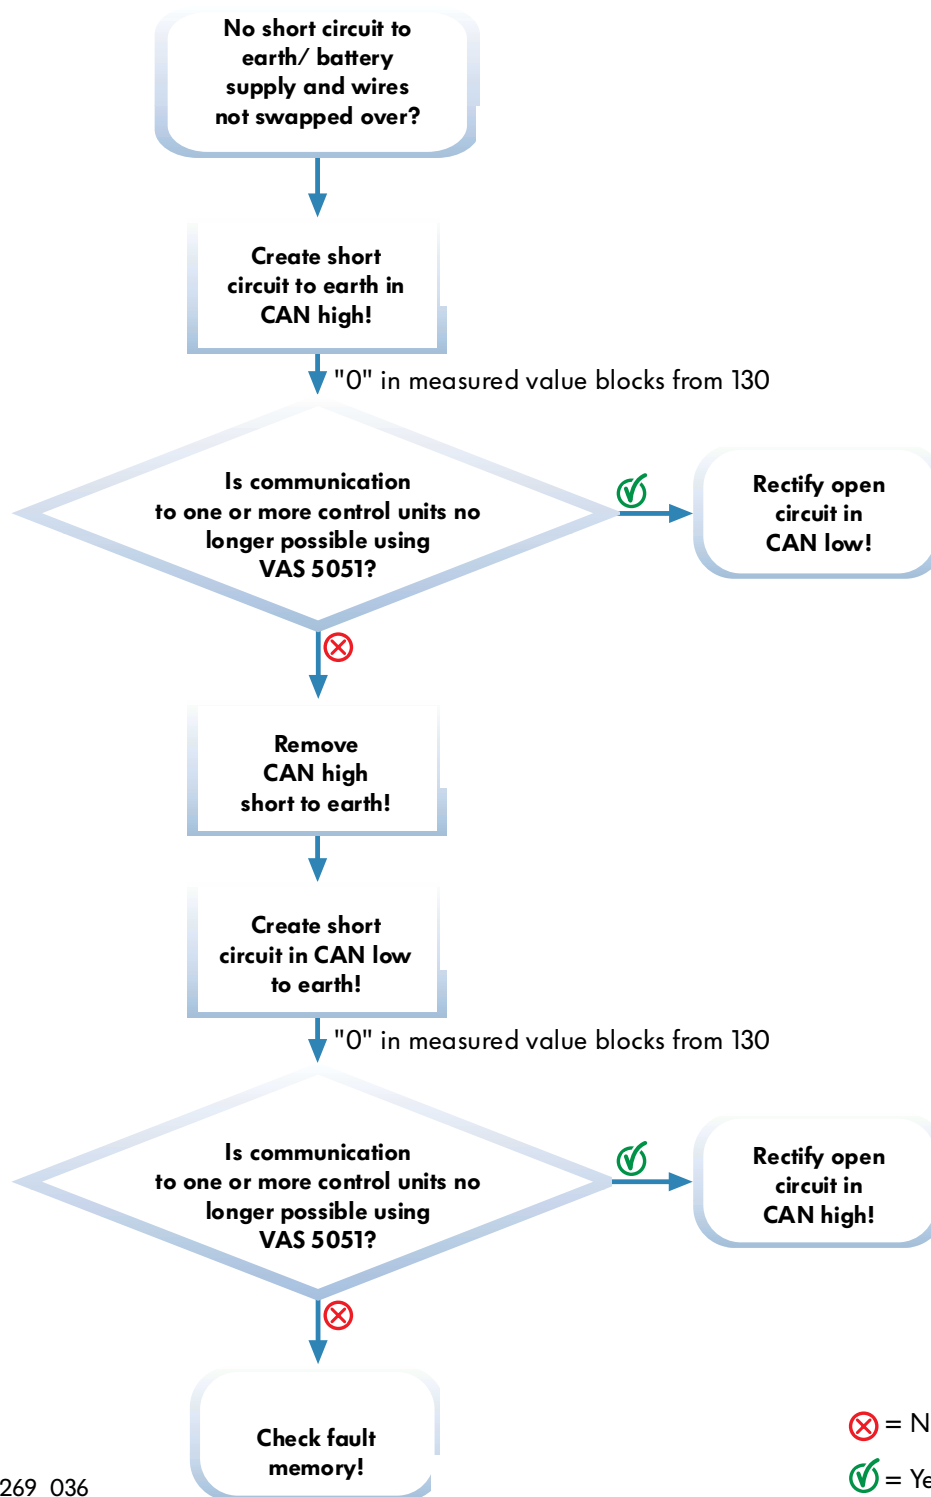 No short circuit to
earth/ battery
supply and wires
not swapped over?
Create short
circuit to earth in
CAN high!
"0" in measured value blocks from 130
Is communication
to one or more control units no
longer possible using
VAS 5051?
Rectify open
circuit in
CAN low!
Remove
CAN high
short to earth!
Create short
circuit in CAN low
to earth!
"0" in measured value blocks from 130
Is communication
to one or more control units no
longer possible using
VAS 5051?
Rectify open
circuit in
CAN high!
Check fault
memory!
= N
= Ye
269_036